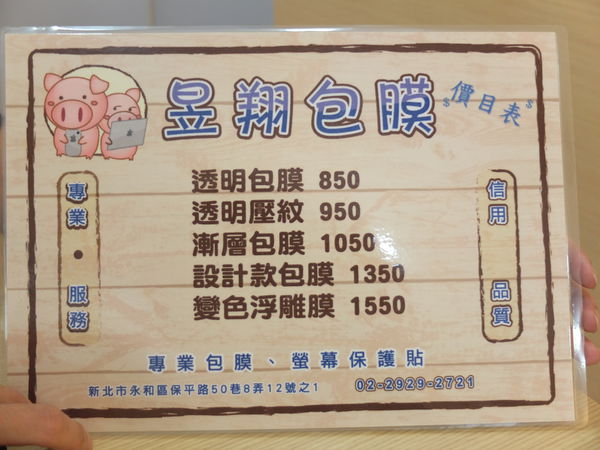 昱翔包膜
$價目表$
透明包膜 850
透明壓紋 950
漸層包膜 1050
設計款包膜 1350
變色浮雕膜 1550
專業・服務
信用 品質
專業包膜、螢幕保護貼
新北市永和區保平路50巷8弄12號之1 02-2929-2721